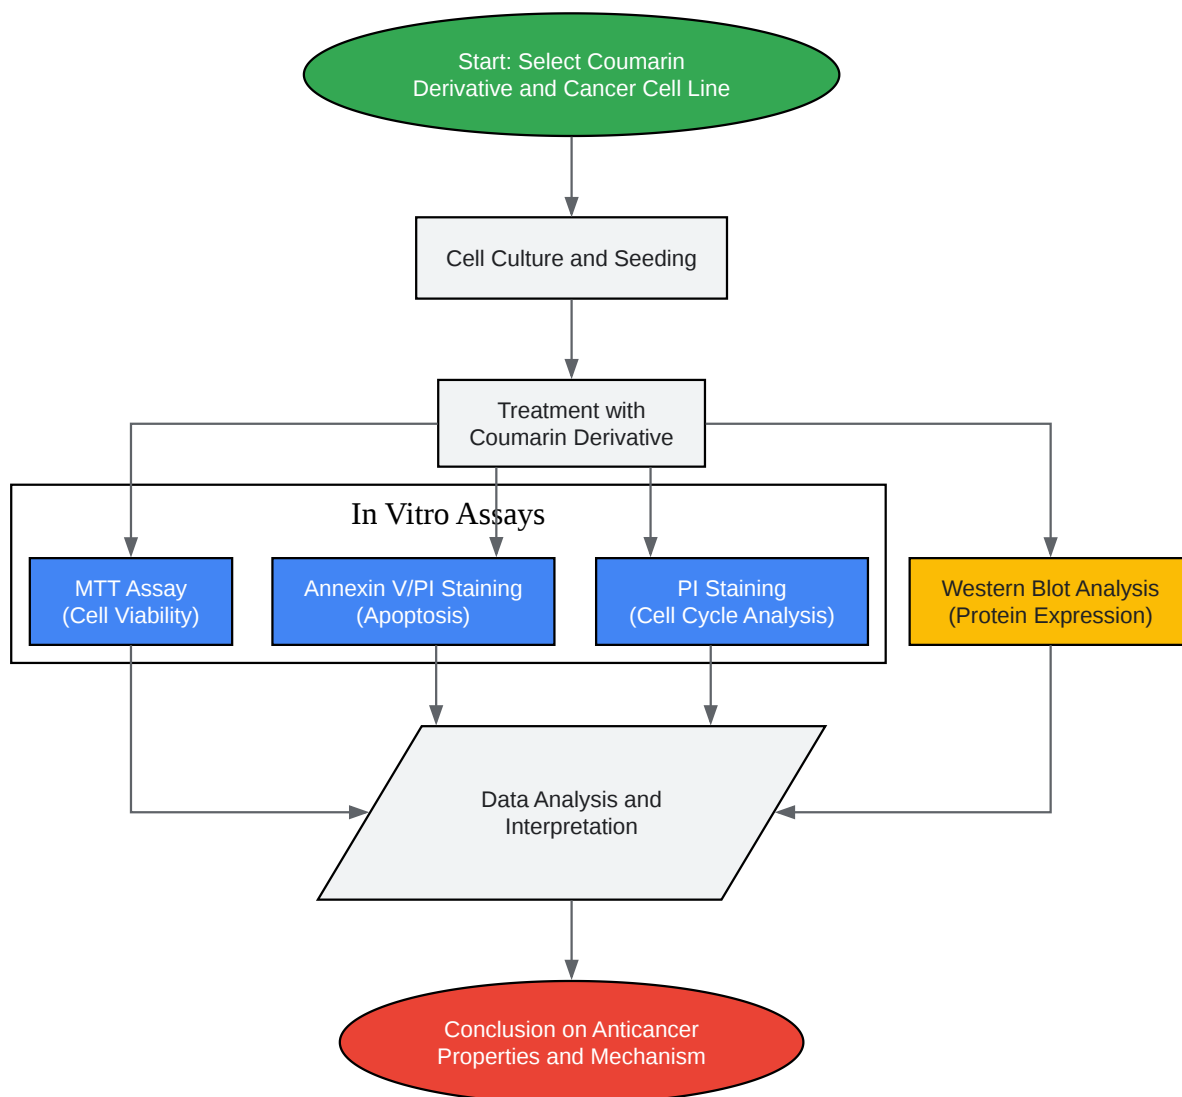 Start: Select Coumarin
Derivative and Cancer Cell Line
Cell Culture and Seeding
Treatment with
Coumarin Derivative
In Vitro Assays
MTT Assay
(Cell Viability)
Annexin V/PI Staining
(Apoptosis)
PI Staining
(Cell Cycle Analysis)
Western Blot Analysis
(Protein Expression)
Data Analysis and
Interpretation
Conclusion on Anticancer
Properties and Mechanism